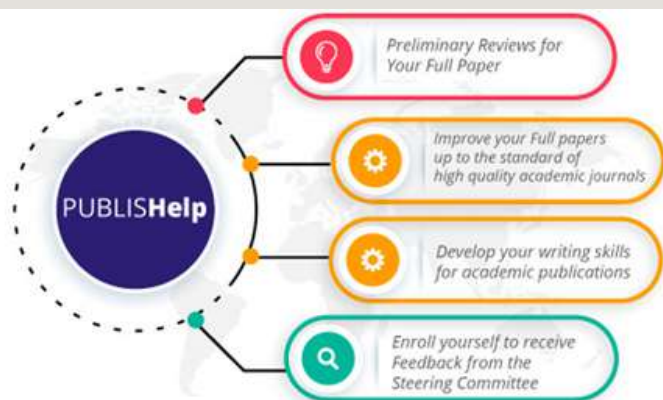 Preliminary Reviews for
Your Full Paper
Improve your Full papers
up to the standard of
high quality academic journals
PUBLISHelp
Develop your writing skills
for academic publications
Enroll yourself to receive
Feedback from the
Steering Committee